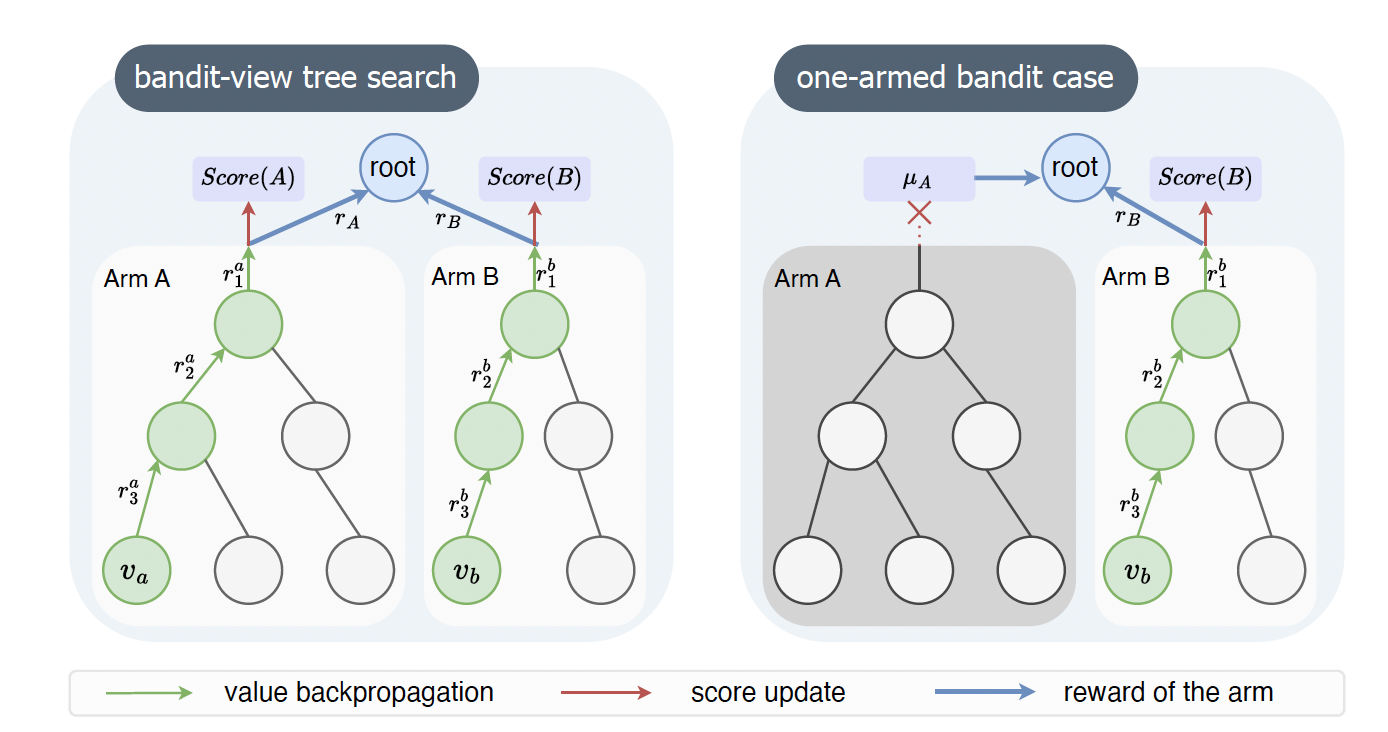 bandit-view tree search
one-armed bandit case
Score(A)
root
Score(B)
r_A
r_B
Arm A
r_1^a
Arm B
r_1^b
r_2^a
r_2^b
r_3^a
r_3^b
v_a
v_b
μ_A
root
Score(B)
r_B
Arm A
Arm B
r_1^b
r_2^b
r_3^b
v_b
value backpropagation
score update
reward of the arm